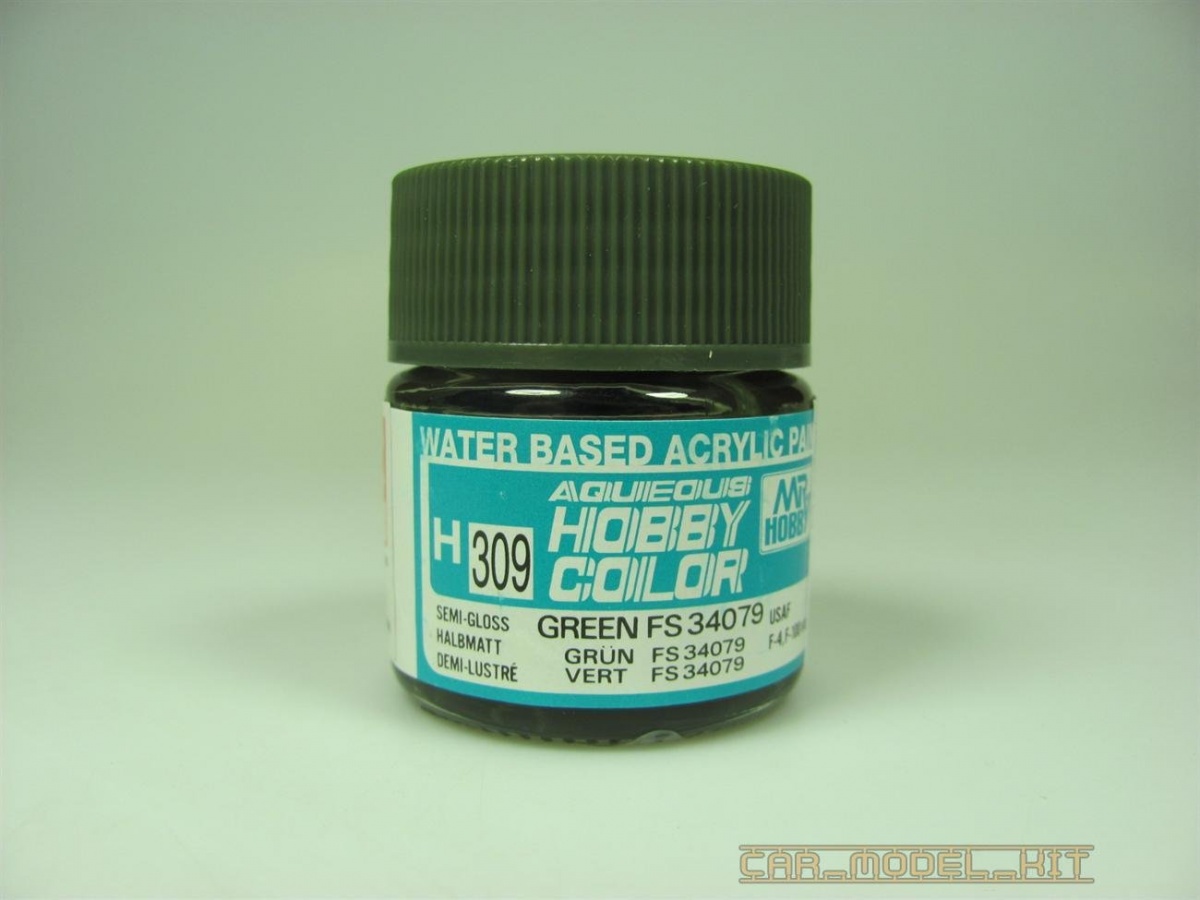 WATER BASED ACRYLIC
AQUEOUS
HOBBY
COLOR
MR.
HOBBY
H 309
SEMI-GLOSS
HALBMATT
DEMI-LUSTRÉ
GREEN FS 34079 USAF
GRÜN FS 34079
VERT FS 34079
CAR_MODEL_KIT